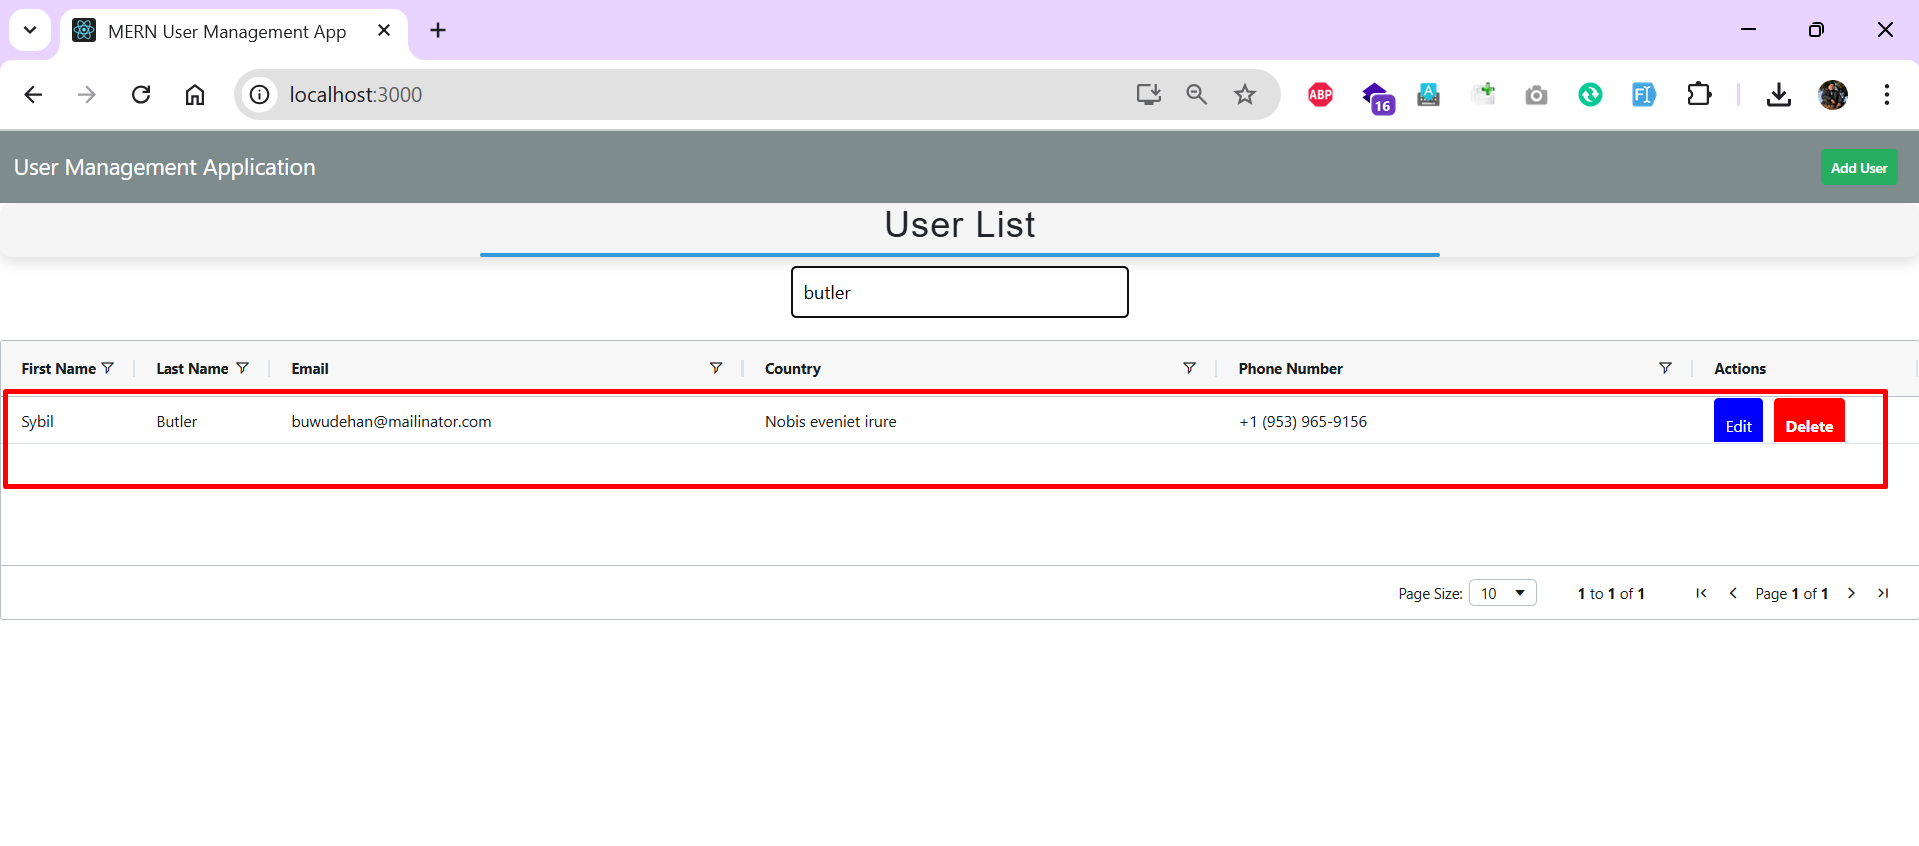 MERN User Management App
localhost:3000
ABP
16
A
F
User Management Application
Add User
User List
butler
First Name Last Name Email Country Phone Number Actions
Sybil Butler buwudehan@mailinator.com Nobis eveniet irure +1 (953) 965-9156 Edit Delete
Page Size: 10 1 to 1 of 1 Page 1 of 1